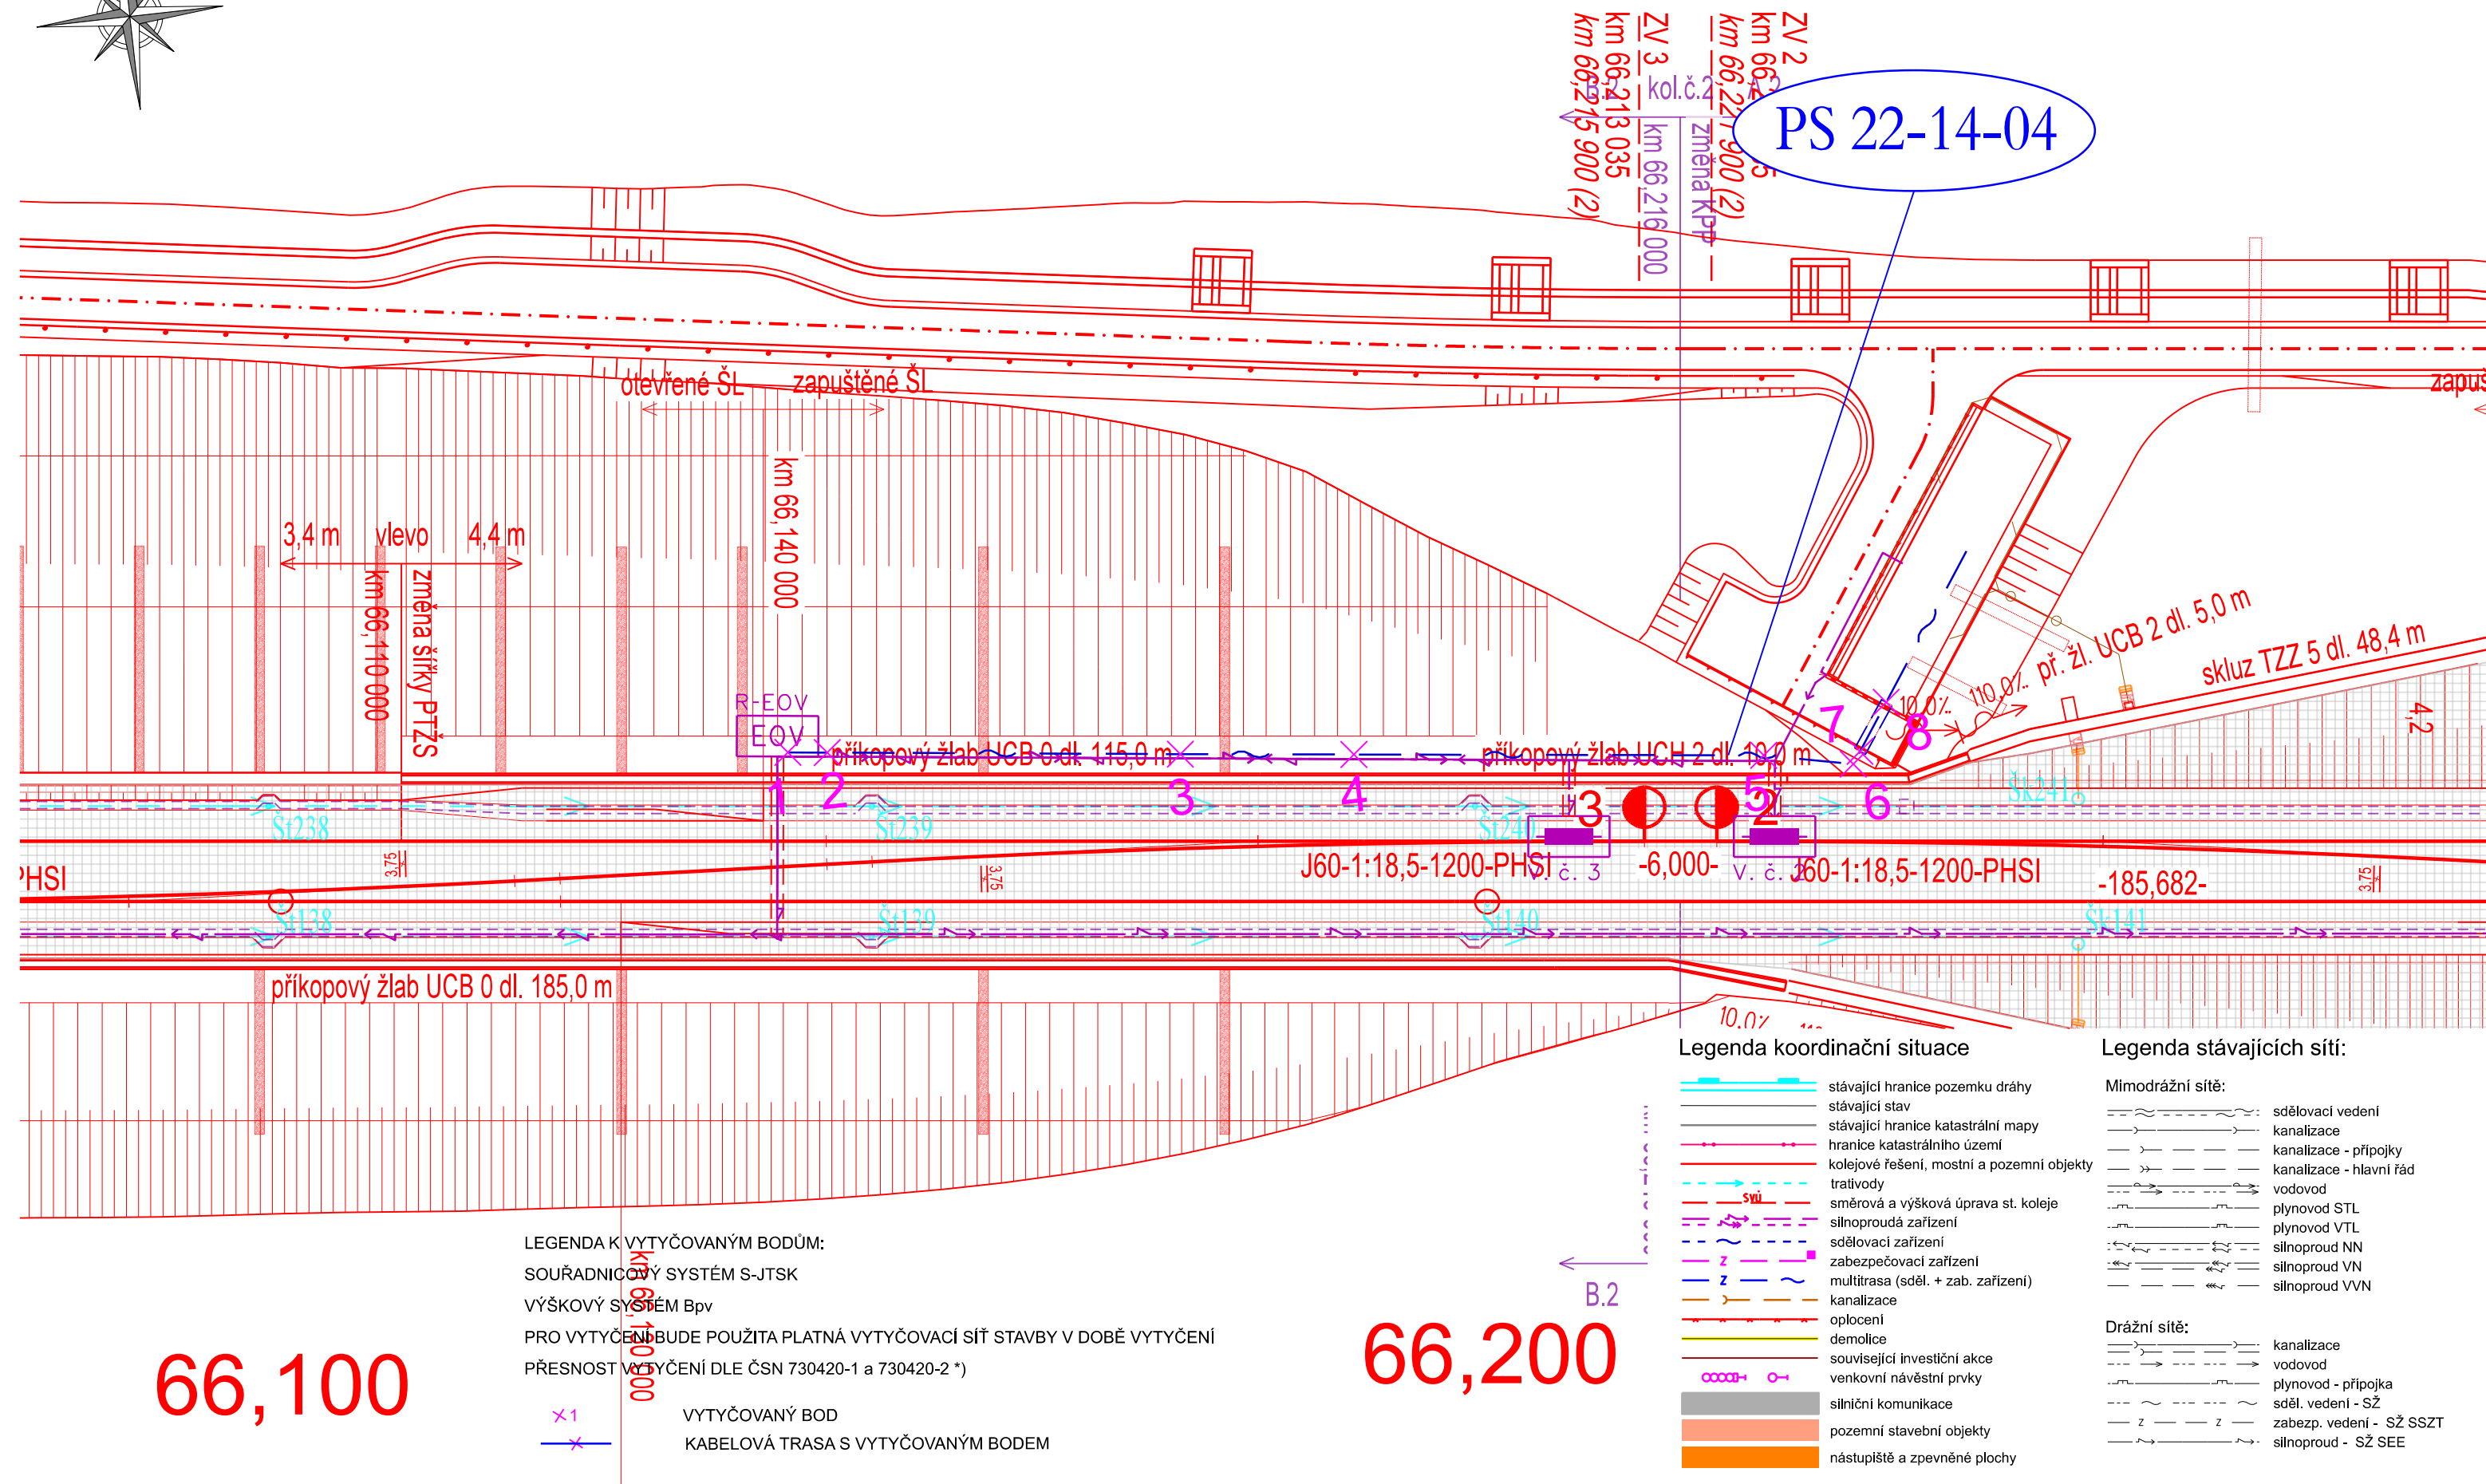 ZV 2
km 66,2
km 66,227 900 (2)
ZV 3
km 66,213 035
km 66,215 900 (2)
B.2 kol.č.2 A.2
km 66,216 000
změna KPP
PS 22-14-04
otevřené ŠL
zapuštěné ŠL
km 66,140 000
3,4 m vlevo 4,4 m
km 66,110 000
změna šířky PTŽS
R-EOV
EOV
příkopový žlab UCB 0 dl. 115,0 m
příkopový žlab UCH 2 dl. 10,0 m
př. žl. UCB 2 dl. 5,0 m
skluz TZZ 5 dl. 48,4 m
10,0%
110,0%
4,2
1
2
3
4
5
6
7
8
3
2
Št238
Št239
Št240
Šk241
3,75
3,75
3,75
PHSI
J60-1:18,5-1200-PHSI
V. č. 3
-6,000-
V. č. 2
J60-1:18,5-1200-PHSI
-185,682-
Št138
Št139
Št140
Šk141
příkopový žlab UCB 0 dl. 185,0 m
10,0%
B.2
66,100
66,200
LEGENDA K VYTYČOVANÝM BODŮM:
SOUŘADNICOVÝ SYSTÉM S-JTSK
VÝŠKOVÝ SYSTÉM Bpv
PRO VYTYČENÍ BUDE POUŽITA PLATNÁ VYTYČOVACÍ SÍŤ STAVBY V DOBĚ VYTYČENÍ
PŘESNOST VYTYČENÍ DLE ČSN 730420-1 a 730420-2 *)
1 VYTYČOVANÝ BOD
KABELOVÁ TRASA S VYTYČOVANÝM BODEM
Legenda koordinační situace
stávající hranice pozemku dráhy
stávající stav
stávající hranice katastrální mapy
hranice katastrálního území
kolejové řešení, mostní a pozemní objekty
trativody
svú směrová a výšková úprava st. koleje
silnoproudá zařízení
sdělovací zařízení
z zabezpečovací zařízení
z multitrasa (sděl. + zab. zařízení)
kanalizace
oplocení
demolice
související investiční akce
venkovní návěstní prvky
silniční komunikace
pozemní stavební objekty
nástupiště a zpevněné plochy
Legenda stávajících sítí:
Mimodrážní sítě:
sdělovací vedení
kanalizace
kanalizace - přípojky
kanalizace - hlavní řád
vodovod
plynovod STL
plynovod VTL
silnoproud NN
silnoproud VN
silnoproud VVN
Drážní sítě:
kanalizace
vodovod
plynovod - přípojka
sděl. vedení - SŽ
z z zabezp. vedení - SŽ SSZT
silnoproud - SŽ SEE